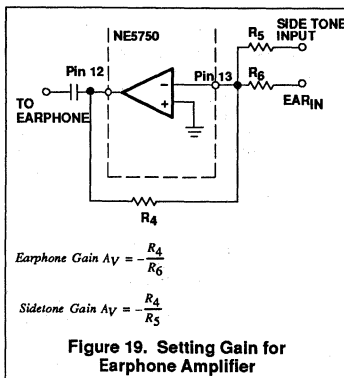 NE5750
R5
SIDE TONE
INPUT
Pin 12
Pin 13
R6
TO
EARPHONE
EARIN
−
+
R4
Earphone Gain AV = − R4/R6
Sidetone Gain AV = − R4/R5
Figure 19. Setting Gain for
Earphone Amplifier